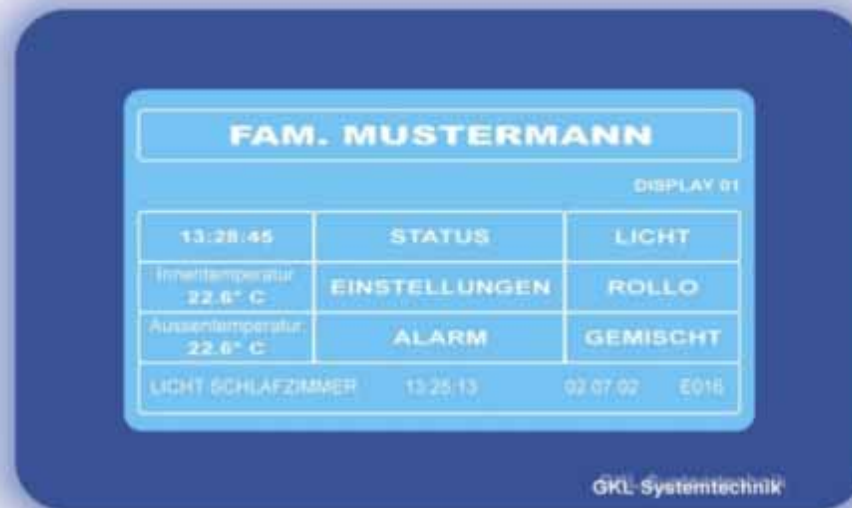 FAM. MUSTERMANN
DISPLAY 01
13:28:45 STATUS LICHT
Innentemperatur
22.6° C EINSTELLUNGEN ROLLO
Aussentemperatur
22.6° C ALARM GEMISCHT
LICHT SCHLAFZIMMER 13:25:13 02.07.02 E016
GKL Systemtechnik